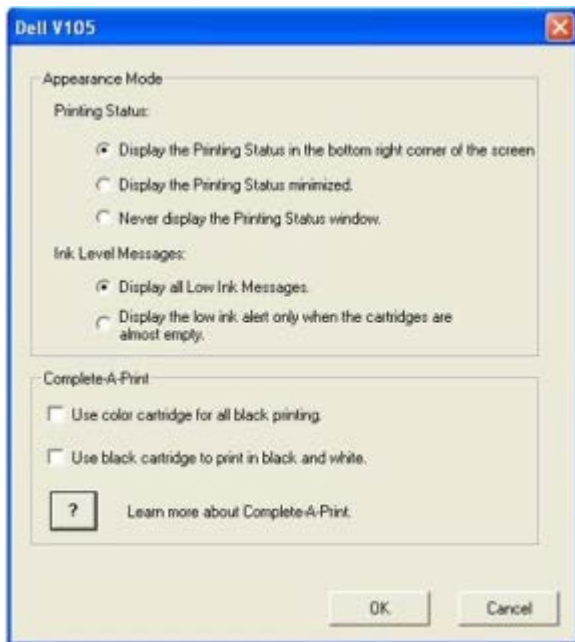 Dell V105
Appearance Mode
Printing Status:
Display the Printing Status in the bottom right corner of the screen
Display the Printing Status minimized.
Never display the Printing Status window.
Ink Level Messages:
Display all Low Ink Messages.
Display the low ink alert only when the cartridges are
almost empty.
Complete-A-Print
Use color cartridge for all black printing.
Use black cartridge to print in black and white.
?
Learn more about Complete-A-Print.
OK
Cancel